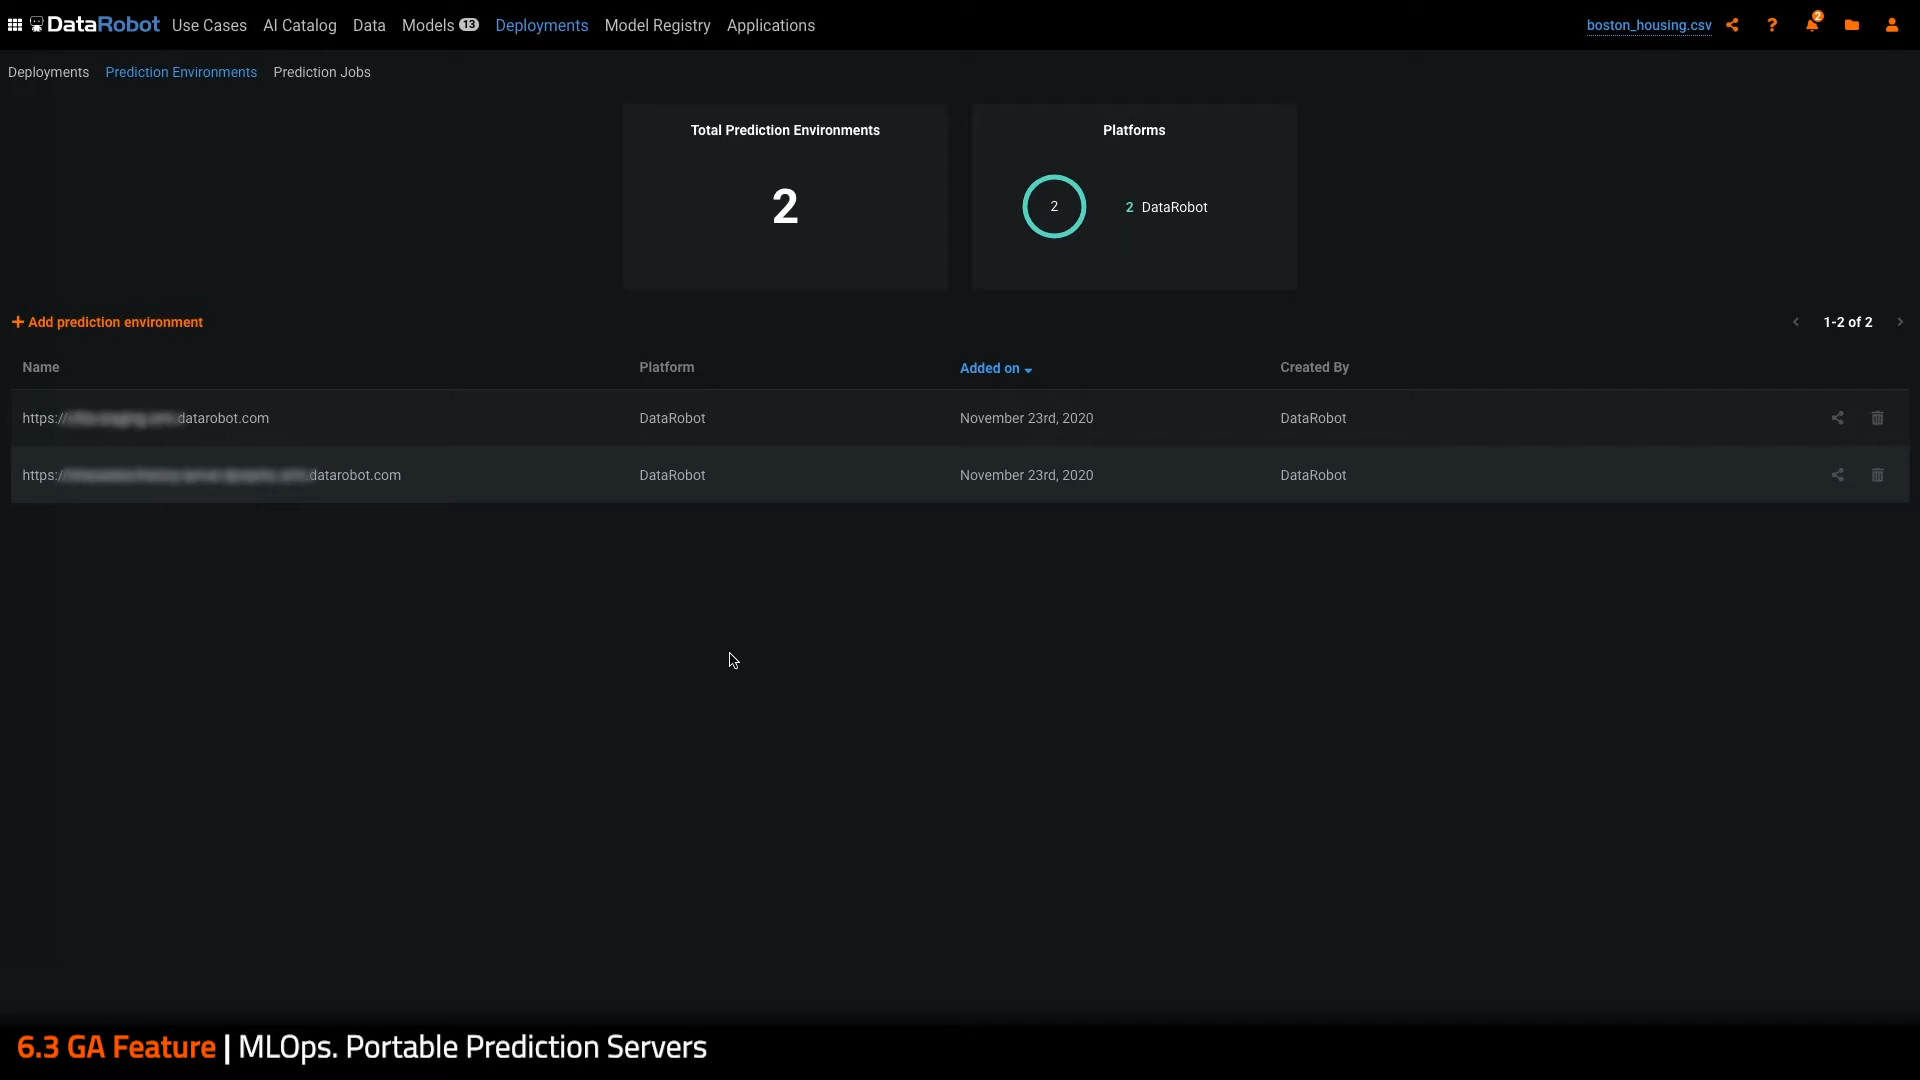 DataRobot Use Cases AI Catalog Data Models 13 Deployments Model Registry Applications boston_housing.csv ? 2
Deployments Prediction Environments Prediction Jobs
Total Prediction Environments
2
Platforms
2
2 DataRobot
+ Add prediction environment
< 1-2 of 2 >
Name Platform Added on Created By
https:// datarobot.com DataRobot November 23rd, 2020 DataRobot
https:/ datarobot.com DataRobot November 23rd, 2020 DataRobot
6.3 GA Feature | MLOps. Portable Prediction Servers